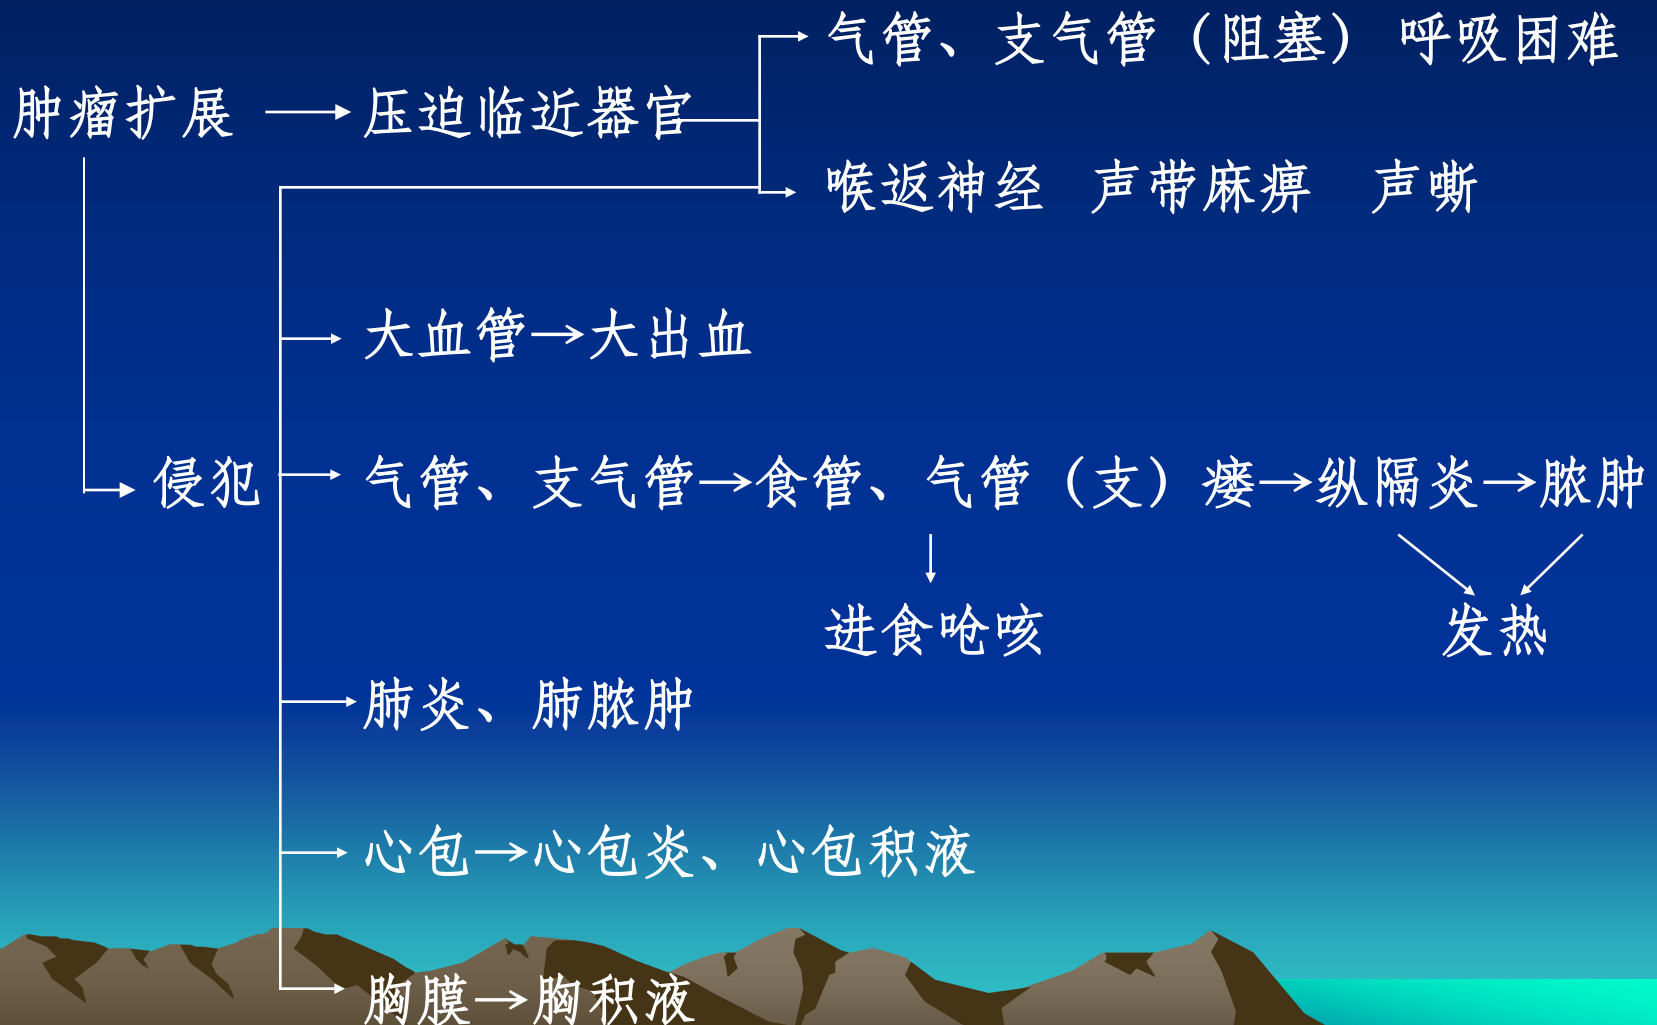 气管、支气管（阻塞） 呼吸困难
肿瘤扩展 → 压迫临近器官
喉返神经 声带麻痹 声嘶
大血管→大出血
侵犯 气管、支气管→食管、气管（支）瘘→纵隔炎→脓肿
进食呛咳 发热
肺炎、肺脓肿
心包→心包炎、心包积液
胸膜→胸积液